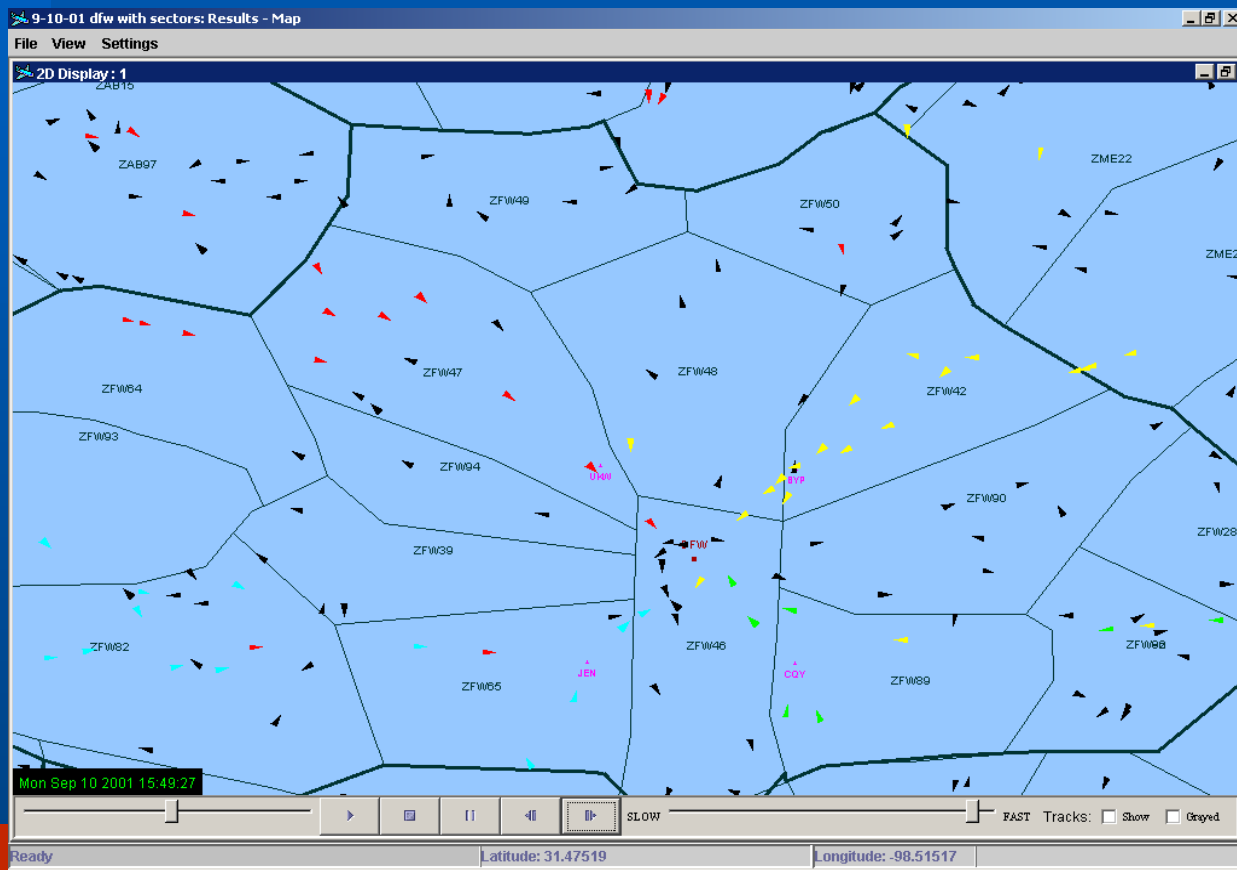 9-10-01 dfw with sectors: Results - Map
File View Settings
2D Display : 1
ZAB15
ZAB97
ZME22
ZFW49
ZFW50
ZME2
ZFW47
ZFW48
ZFW64
ZFW42
ZFW93
ZFW94
UKW
BYP
ZFW90
ZFW28
ZFW39
DFW
ZFW82
ZFW46
ZFW65
JEN
CQY
ZFW89
Mon Sep 10 2001 15:49:27
SLOW FAST Tracks: Show Grayed
Ready Latitude: 31.47519 Longitude: -98.51517